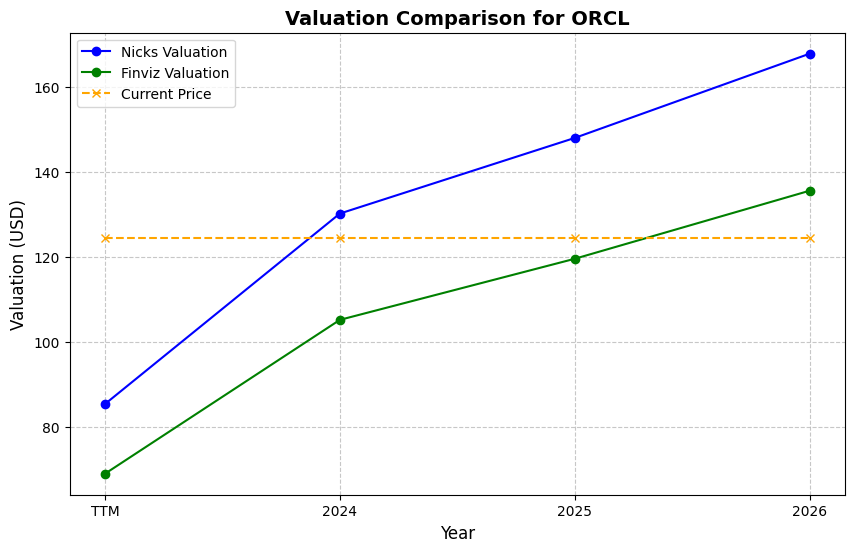 Valuation Comparison for ORCL
Nicks Valuation
Finviz Valuation
Current Price
Valuation (USD)
160
140
120
100
80
TTM
2024
2025
2026
Year